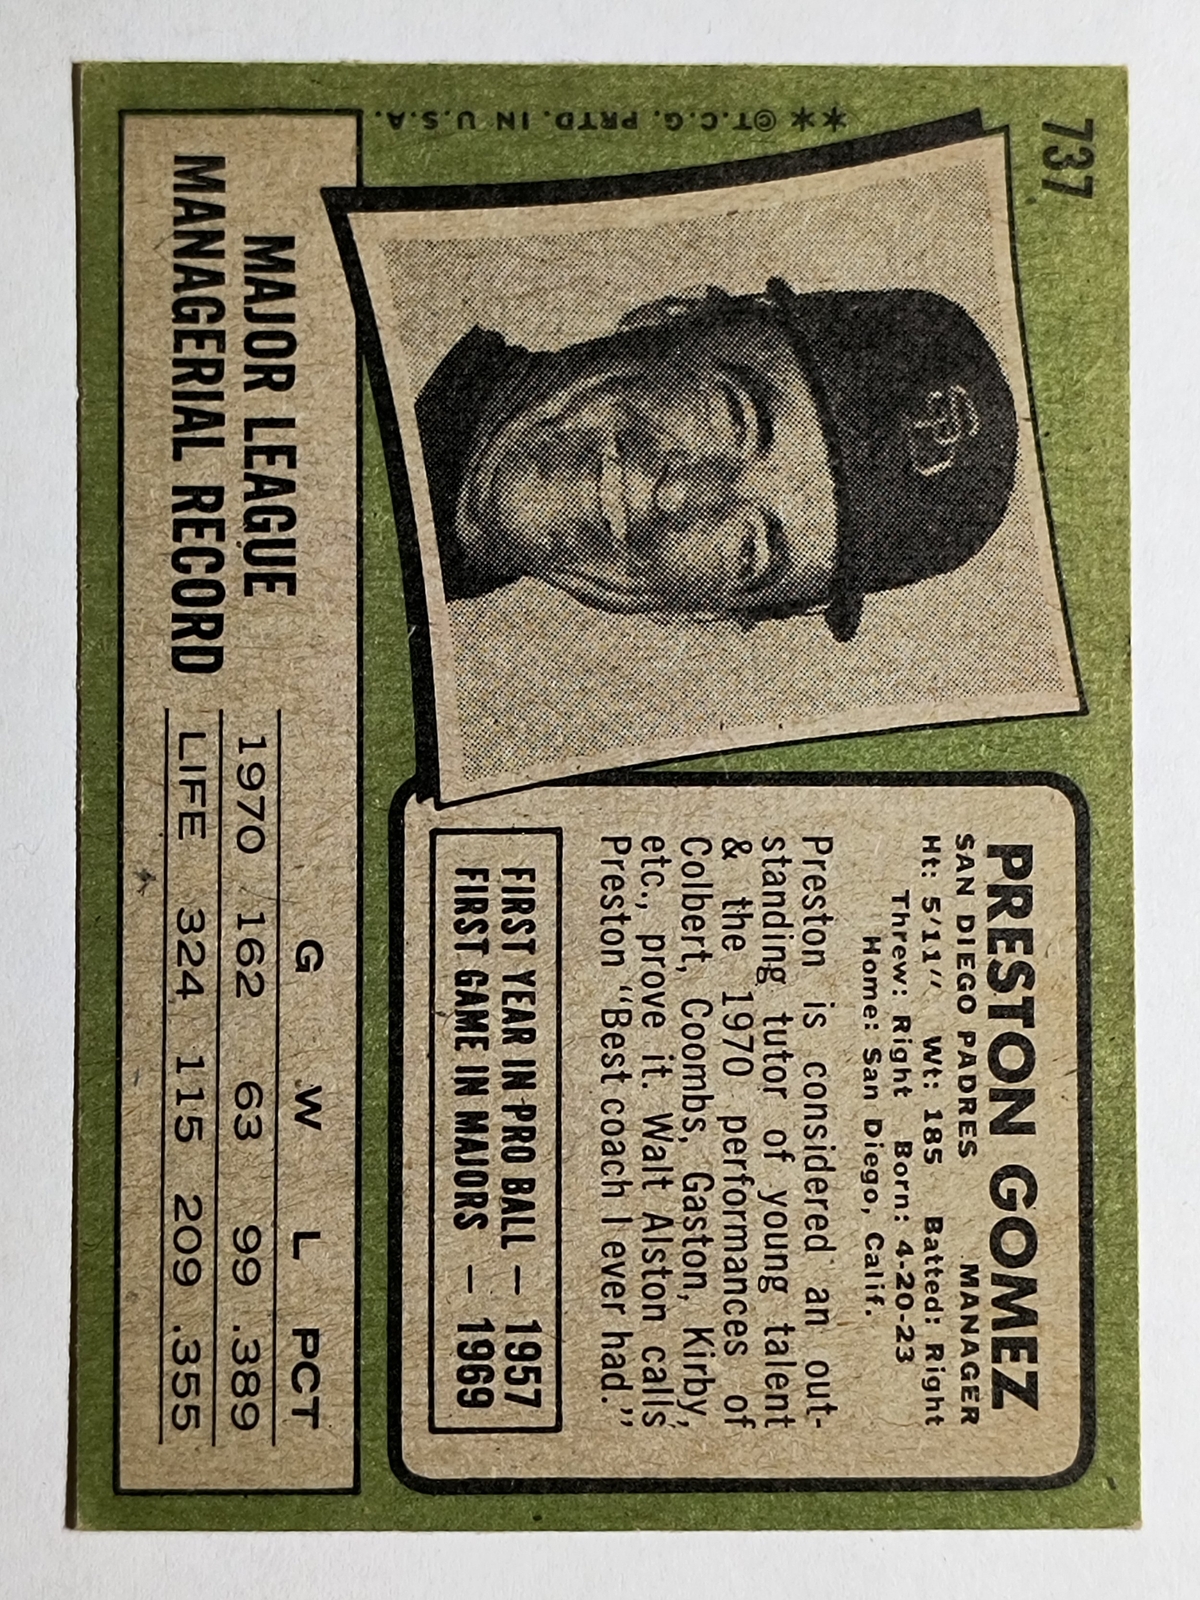 737
PRESTON GOMEZ
SAN DIEGO PADRES MANAGER
Ht: 5'11" Wt: 185 Batted: Right
Threw: Right Born: 4-20-23
Home: San Diego, Calif.
Preston is considered an out-
standing tutor of young talent
& the 1970 performances of
Colbert, Coombs, Gaston, Kirby,
etc., prove it. Walt Alston calls
Preston "Best coach I ever had."
FIRST YEAR IN PRO BALL — 1957
FIRST GAME IN MAJORS — 1969
SD
**©T.C.G. PRTD. IN U.S.A.
MAJOR LEAGUE
MANAGERIAL RECORD
G W L PCT
1970 162 63 99 .389
LIFE 324 115 209 .355